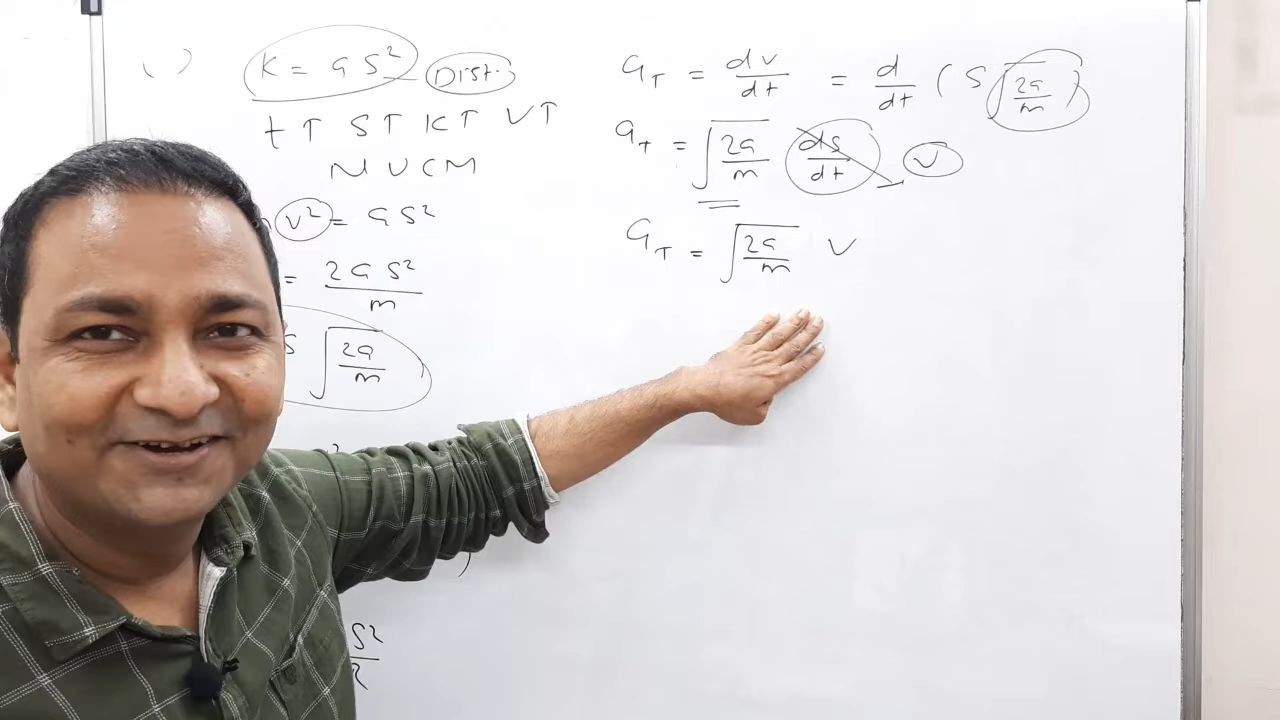 ( )
K = a S²
DIST.
t ↑ S ↑ K ↑ V ↑
N U C M
v² = a S²
= 2 a S² / m
S √(2a/m)
S² / 2
a_T = dv/dt = d/dt ( S √(2a/m) )
a_t = √(2a/m) ds/dt v
a_T = √(2a/m) v